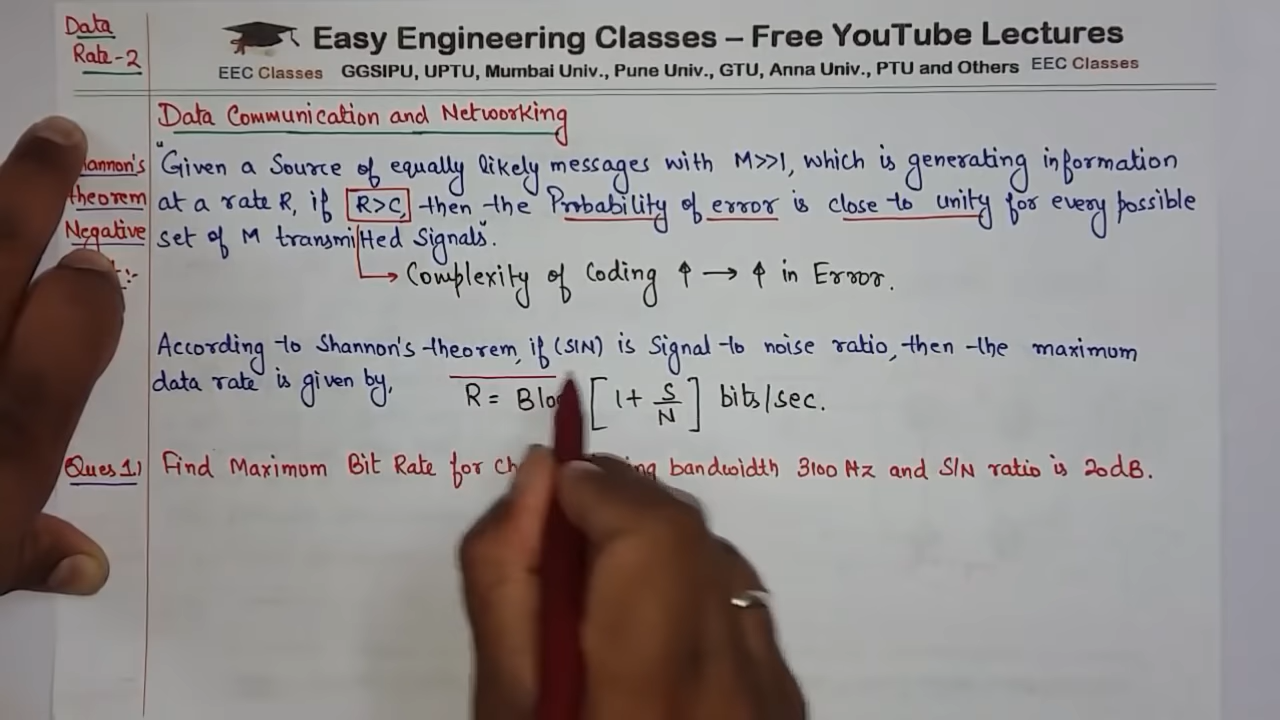 Data
Rate-2
Easy Engineering Classes – Free YouTube Lectures
EEC Classes GGSIPU, UPTU, Mumbai Univ., Pune Univ., GTU, Anna Univ., PTU and Others EEC Classes
Data Communication and Networking
theorem
Negative
"Given a Source of equally likely messages with M>>1, which is generating information
at a rate R, if R>C, then the Probability of error is close to unity for every possible
set of M transmitted Signals".
→ Complexity of Coding ↑ → ↑ in Error.
According to Shannon's theorem, if (S/N) is Signal to noise ratio, then the maximum
data rate is given by,
R = B [1 + S/N] bits/sec.
Ques 1.) Find Maximum Bit Rate for bandwidth 3100 Hz and S/N ratio is 20dB.